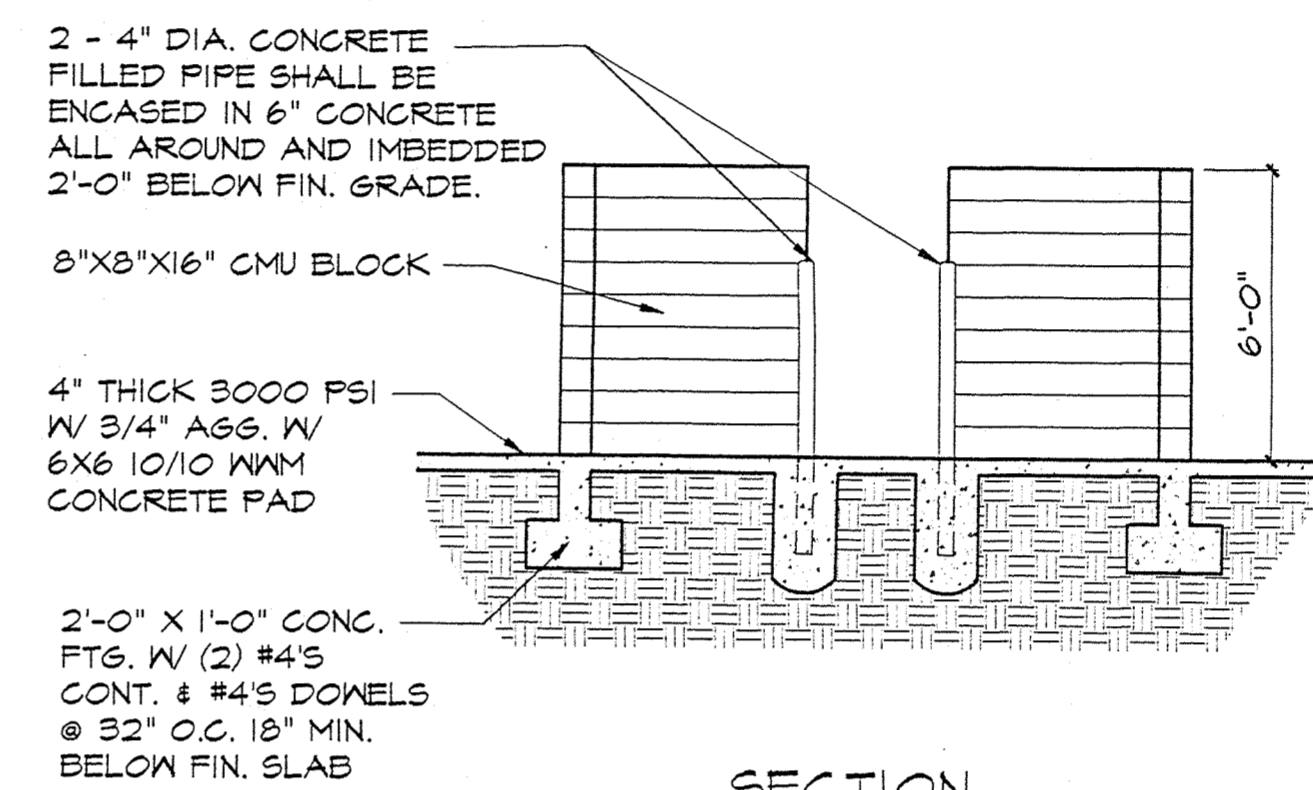 2 - 4" DIA. CONCRETE
FILLED PIPE SHALL BE
ENCASED IN 6" CONCRETE
ALL AROUND AND IMBEDDED
2'-0" BELOW FIN. GRADE.
8"X8"X16" CMU BLOCK
4" THICK 3000 PSI
W/ 3/4" AGG. W/
6X6 10/10 WWM
CONCRETE PAD
2'-0" X 1'-0" CONC.
FTG. W/ (2) #4'S
CONT. & #4'S DOWELS
@ 32" O.C. 18" MIN.
BELOW FIN. SLAB
6'-0"
SECTION